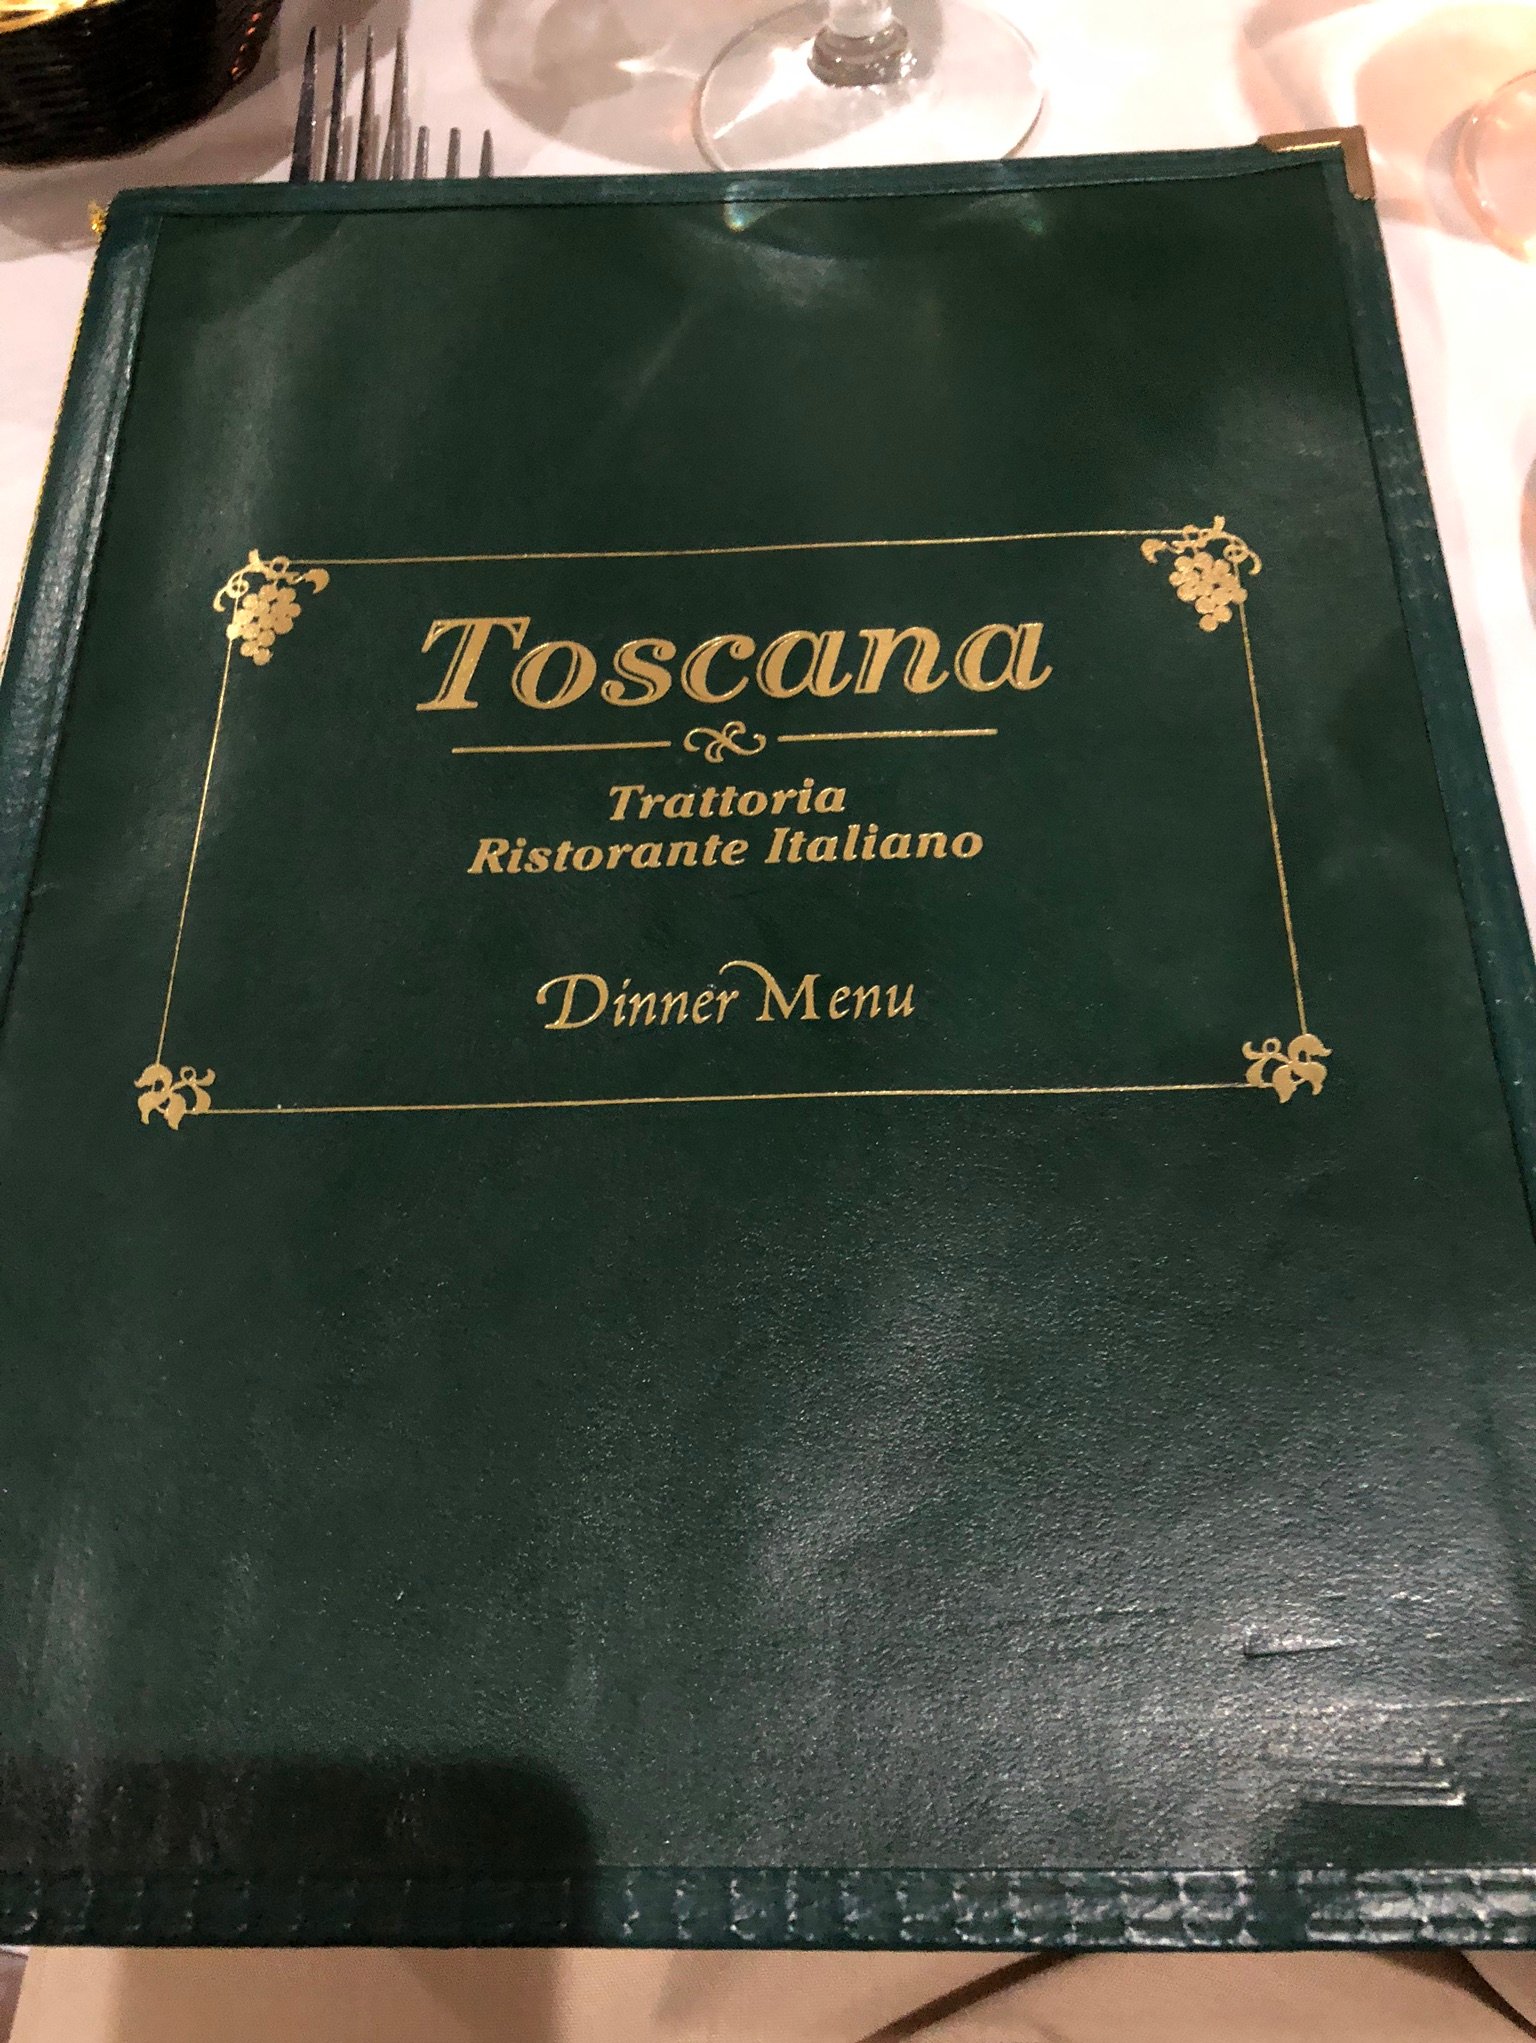 Toscana
Trattoria
Ristorante Italiano
Dinner Menu